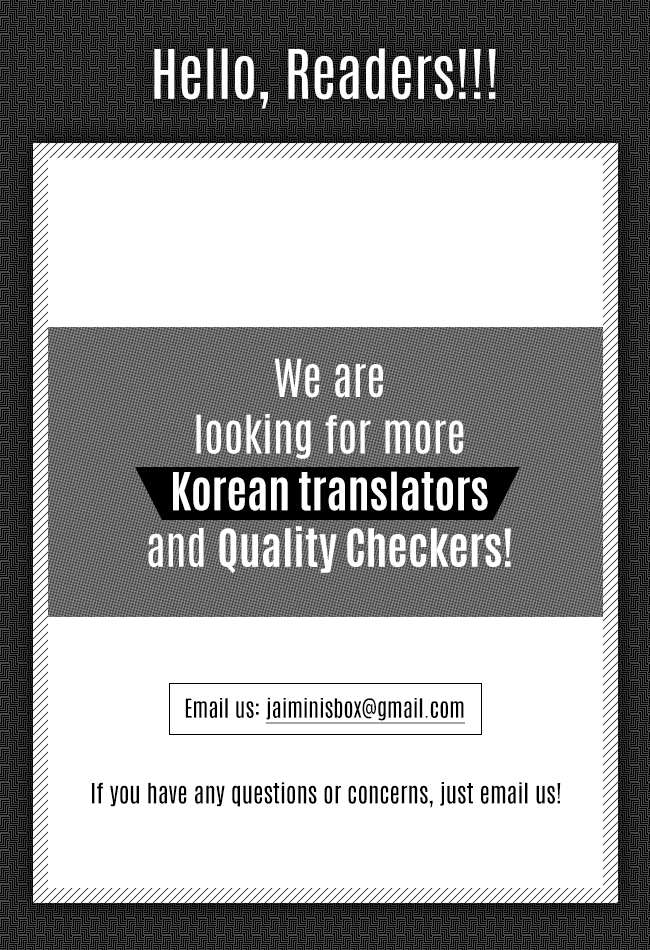 Hello, Readers!!!
We are
looking for more
Korean translators
and Quality Checkers!
Email us: jaiminisbox@gmail.com
If you have any questions or concerns, just email us!